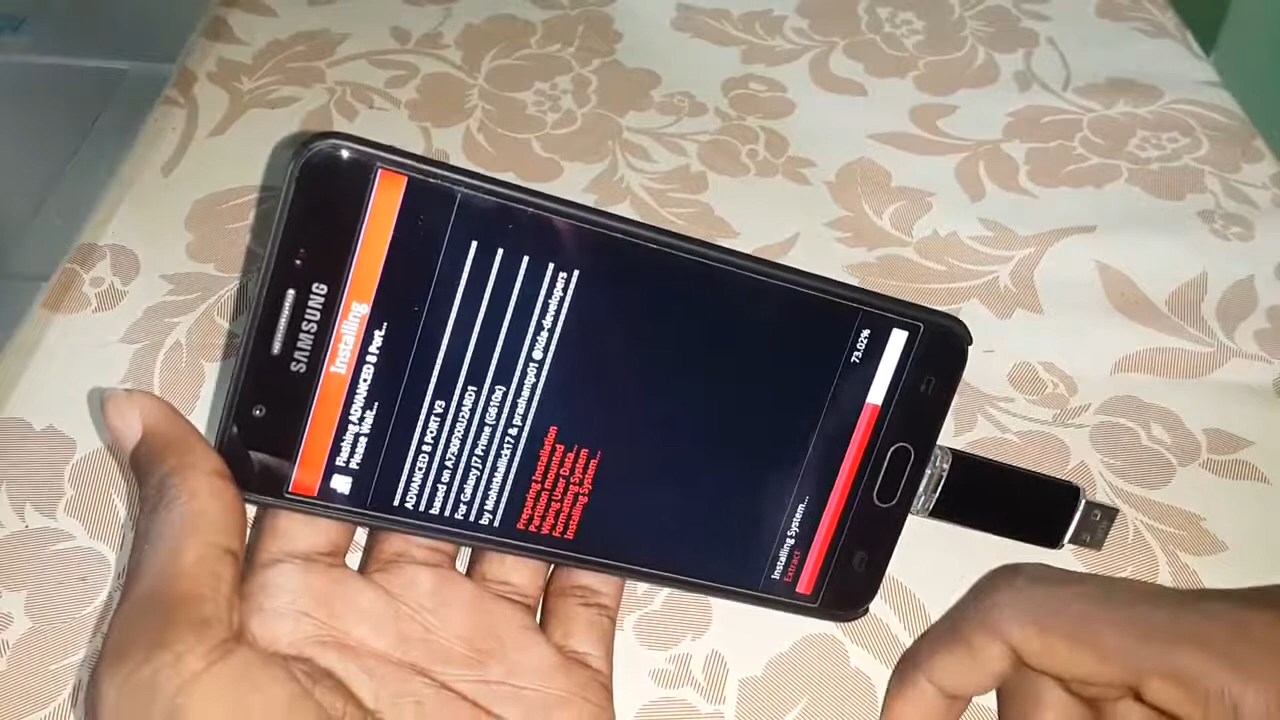 SAMSUNG
Installing
Flashing ADVANCED 8 Port...
Please Wait...
ADVANCED 8 PORT V3
based on A730FXXU2ARD1
For Galaxy J7 Prime (G610x)
by Mohitmallick17 & prashantp01 @Xda-developers
Preparing Installation
Partition mounted
Wiping User Data...
Formatting System
Installing System...
Installing System...
73.02%
Extract